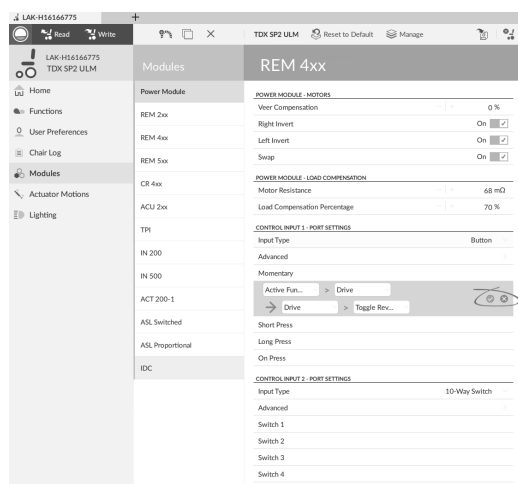 LAK-H16166775
+
Read
Write
TDX SP2 ULM
Reset to Default
Manage
LAK-H16166775
TDX SP2 ULM
Home
Functions
User Preferences
Chair Log
Modules
Actuator Motions
Lighting
Modules
Power Module
REM 2xx
REM 4xx
REM 5xx
CR 4xx
ACU 2xx
TPI
IN 200
IN 500
ACT 200-1
ASL Switched
ASL Proportional
IDC
REM 4xx
POWER MODULE - MOTORS
Veer Compensation 0 %
Right Invert On
Left Invert On
Swap On
POWER MODULE - LOAD COMPENSATION
Motor Resistance 68 mΩ
Load Compensation Percentage 70 %
CONTROL INPUT 1 - PORT SETTINGS
Input Type Button
Advanced
Momentary
Active Fun... > Drive
Drive > Toggle Rev...
Short Press
Long Press
On Press
CONTROL INPUT 2 - PORT SETTINGS
Input Type 10-Way Switch
Advanced
Switch 1
Switch 2
Switch 3
Switch 4